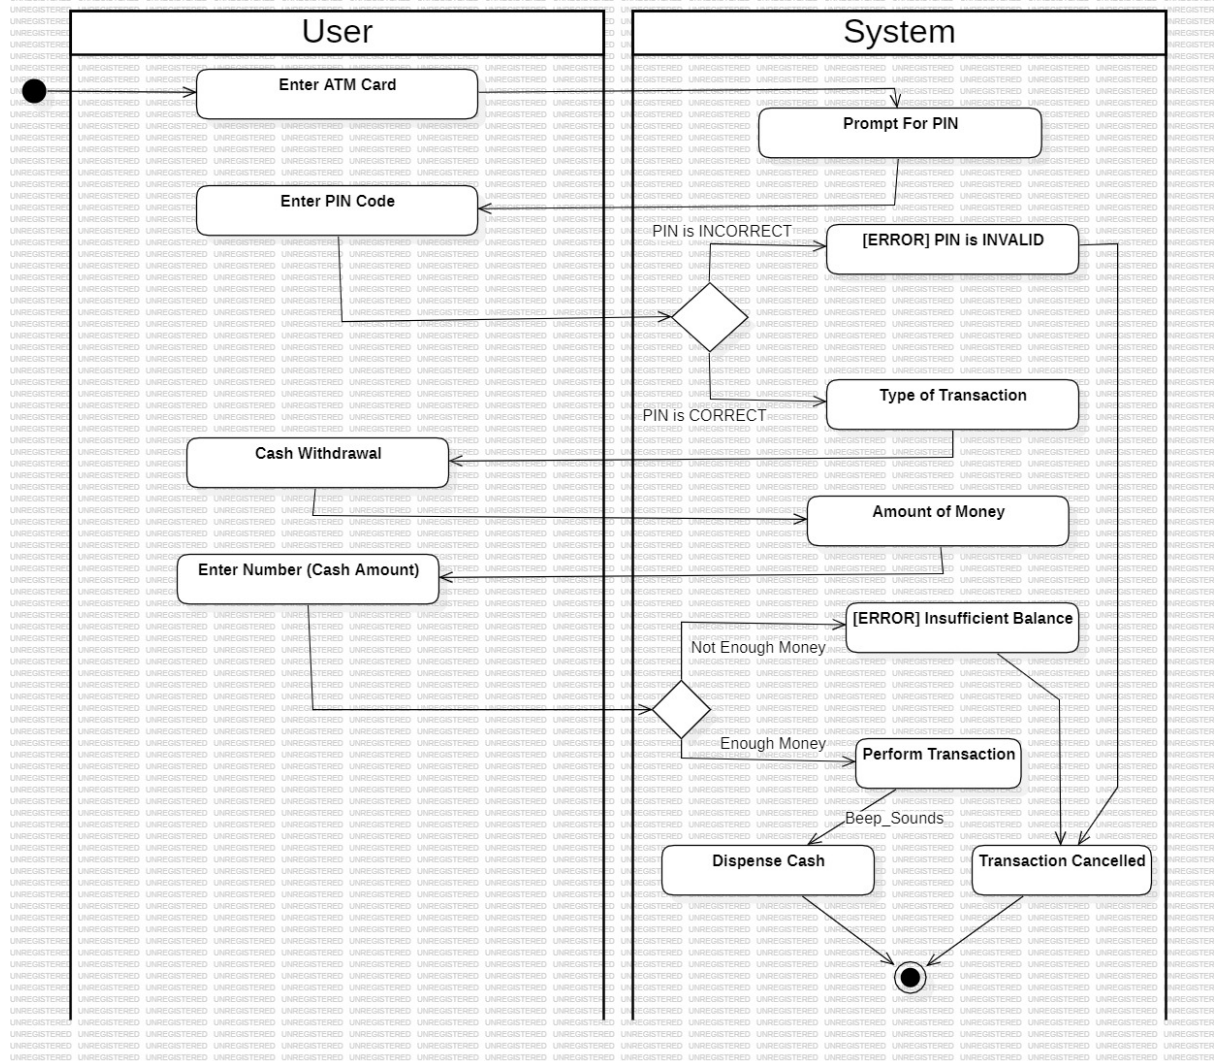 User
System
Enter ATM Card
Prompt For PIN
Enter PIN Code
PIN is INCORRECT
[ERROR] PIN is INVALID
PIN is CORRECT
Type of Transaction
Cash Withdrawal
Amount of Money
Enter Number (Cash Amount)
[ERROR] Insufficient Balance
Not Enough Money
Enough Money
Perform Transaction
Beep_Sounds
Dispense Cash
Transaction Cancelled
UNREGISTERED